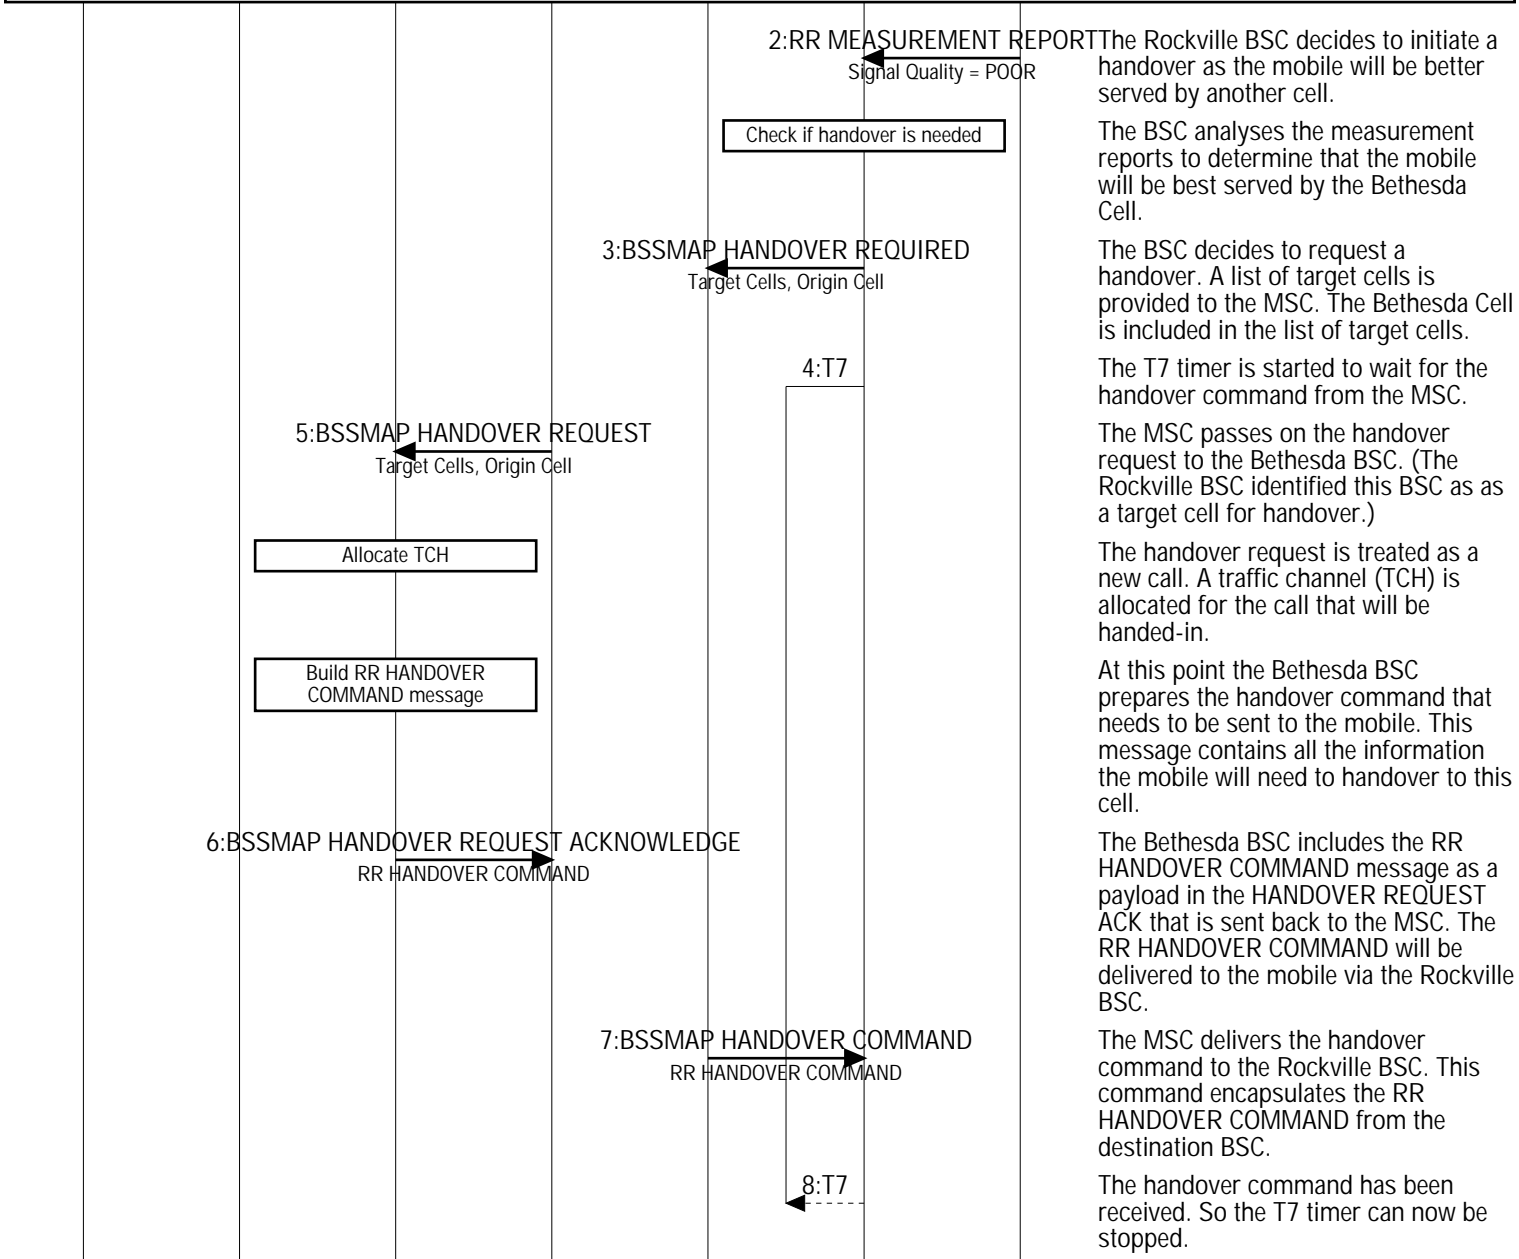 2:RR MEASUREMENT REPORT
Signal Quality = POOR
The Rockville BSC decides to initiate a
handover as the mobile will be better
served by another cell.
Check if handover is needed
The BSC analyses the measurement
reports to determine that the mobile
will be best served by the Bethesda
Cell.
3:BSSMAP HANDOVER REQUIRED
Target Cells, Origin Cell
The BSC decides to request a
handover. A list of target cells is
provided to the MSC. The Bethesda Cell
is included in the list of target cells.
4:T7
The T7 timer is started to wait for the
handover command from the MSC.
5:BSSMAP HANDOVER REQUEST
Target Cells, Origin Cell
The MSC passes on the handover
request to the Bethesda BSC. (The
Rockville BSC identified this BSC as as
a target cell for handover.)
Allocate TCH
The handover request is treated as a
new call. A traffic channel (TCH) is
allocated for the call that will be
handed-in.
Build RR HANDOVER
COMMAND message
At this point the Bethesda BSC
prepares the handover command that
needs to be sent to the mobile. This
message contains all the information
the mobile will need to handover to this
cell.
6:BSSMAP HANDOVER REQUEST ACKNOWLEDGE
RR HANDOVER COMMAND
The Bethesda BSC includes the RR
HANDOVER COMMAND message as a
payload in the HANDOVER REQUEST
ACK that is sent back to the MSC. The
RR HANDOVER COMMAND will be
delivered to the mobile via the Rockville
BSC.
7:BSSMAP HANDOVER COMMAND
RR HANDOVER COMMAND
The MSC delivers the handover
command to the Rockville BSC. This
command encapsulates the RR
HANDOVER COMMAND from the
destination BSC.
8:T7
The handover command has been
received. So the T7 timer can now be
stopped.